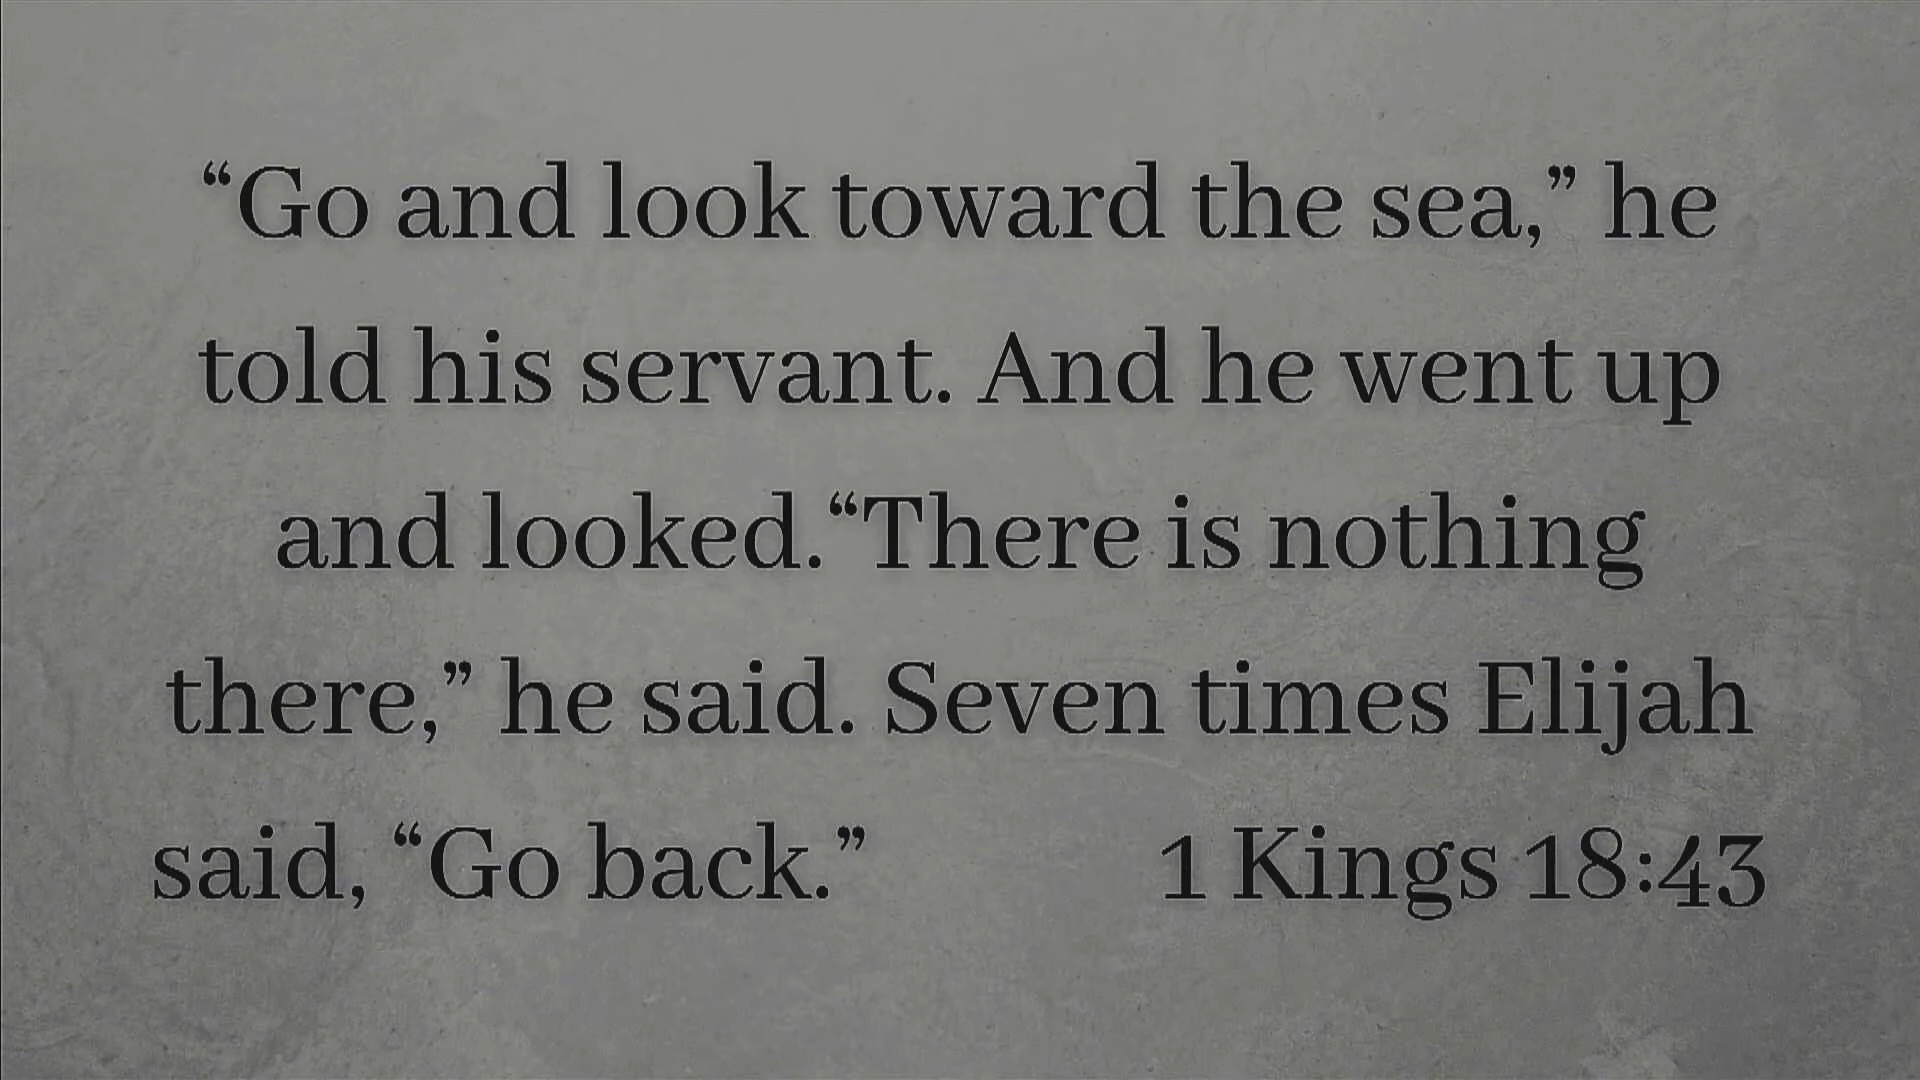 “Go and look toward the sea,” he
told his servant. And he went up
and looked.“There is nothing
there,” he said. Seven times Elijah
said, “Go back.” 1 Kings 18:43